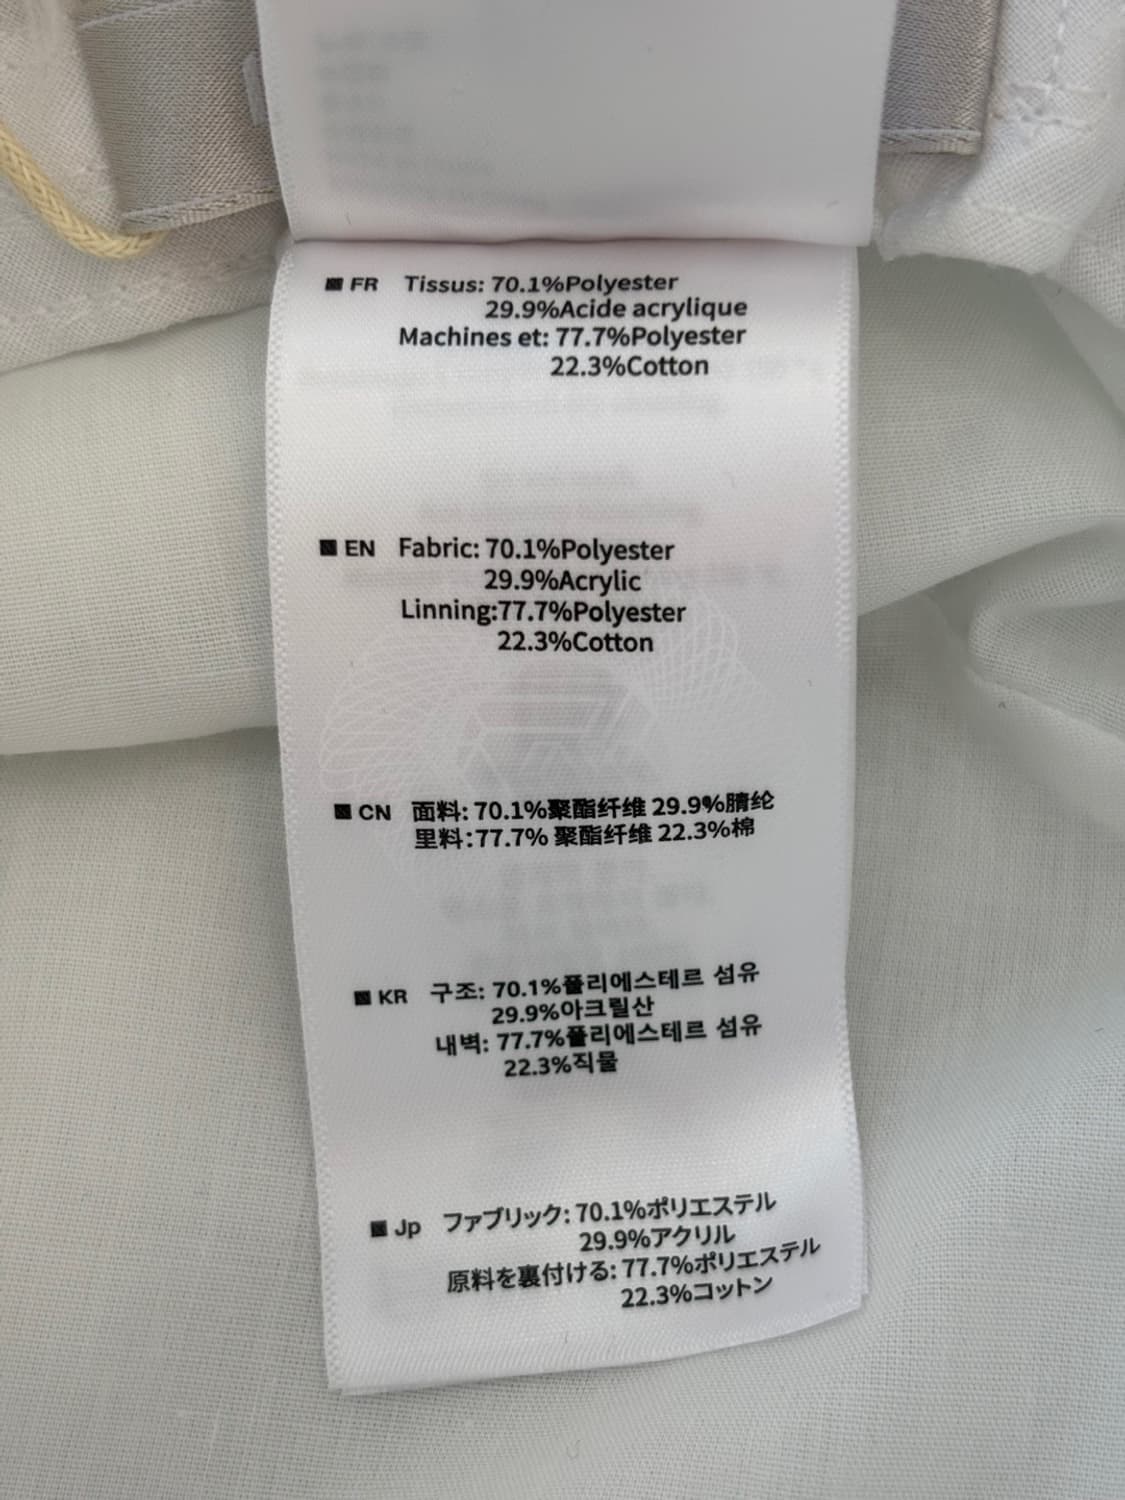 FR Tissus: 70.1%Polyester
29.9%Acide acrylique
Machines et: 77.7%Polyester
22.3%Cotton
EN Fabric: 70.1%Polyester
29.9%Acrylic
Linning:77.7%Polyester
22.3%Cotton
CN 面料: 70.1%聚酯纤维 29.9%腈纶
里料:77.7% 聚酯纤维 22.3%棉
KR 구조: 70.1%폴리에스테르 섬유
29.9%아크릴산
내벽: 77.7%폴리에스테르 섬유
22.3%직물
Jp ファブリック: 70.1%ポリエステル
29.9%アクリル
原料を裏付ける: 77.7%ポリエステル
22.3%コットン